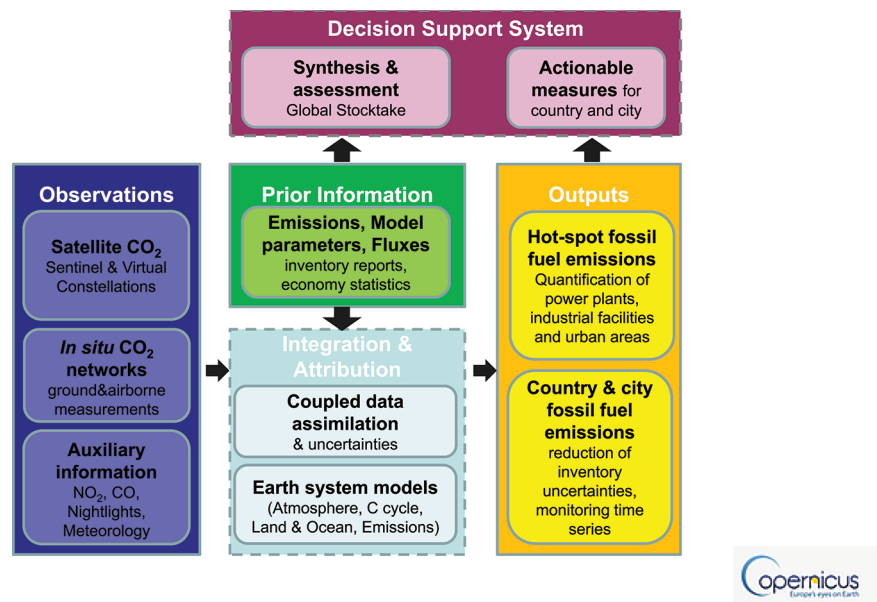 Decision Support System
Synthesis &
assessment
Global Stocktake
Actionable
measures for
country and city
Observations
Satellite CO₂
Sentinel & Virtual
Constellations
In situ CO₂
networks
ground&airborne
measurements
Auxiliary
information
NO₂, CO,
Nightlights,
Meteorology
Prior Information
Emissions, Model
parameters, Fluxes
inventory reports,
economy statistics
Integration &
Attribution
Coupled data
assimilation
& uncertainties
Earth system models
(Atmosphere, C cycle,
Land & Ocean, Emissions)
Outputs
Hot-spot fossil
fuel emissions
Quantification of
power plants,
industrial facilities
and urban areas
Country & city
fossil fuel
emissions
reduction of
inventory
uncertainties,
monitoring time
series
Copernicus
Europe's eyes on Earth